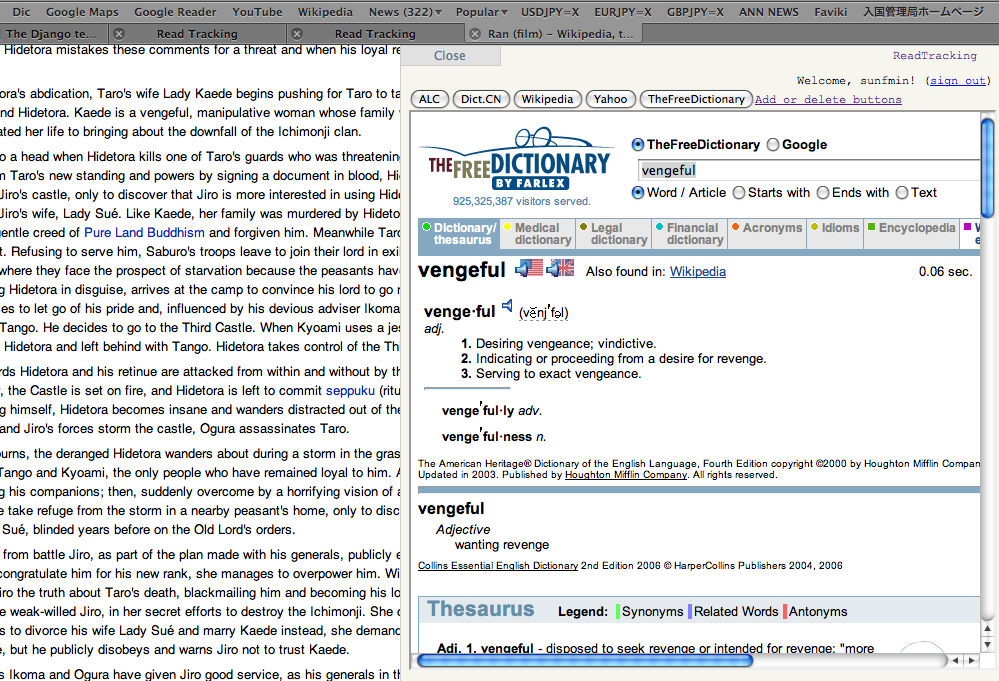 Dic Google Maps Google Reader YouTube Wikipedia News (322)▾ Popular▾ USDJPY=X EURJPY=X GBPJPY=X ANN NEWS Faviki 入国管理局ホームページ
The Django te... Read Tracking Read Tracking Ran (film) – Wikipedia, t...
Hidetora mistakes these comments for a threat and when his loyal re
ora's abdication, Taro's wife Lady Kaede begins pushing for Taro to ta
nd Hidetora. Kaede is a vengeful, manipulative woman whose family
ated her life to bringing about the downfall of the Ichimonji clan.
o a head when Hidetora kills one of Taro's guards who was threatenin
m Taro's new standing and powers by signing a document in blood, Hi
Jiro's castle, only to discover that Jiro is more interested in using Hide
Jiro's wife, Lady Sué. Like Kaede, her family was murdered by Hideto
gentle creed of Pure Land Buddhism and forgiven him. Meanwhile Taro
t. Refusing to serve him, Saburo's troops leave to join their lord in exi
where they face the prospect of starvation because the peasants hav
g Hidetora in disguise, arrives at the camp to convince his lord to go
es to let go of his pride and, influenced by his devious adviser Ikoma
Tango. He decides to go to the Third Castle. When Kyoami uses a jes
Hidetora and left behind with Tango. Hidetora takes control of the Thi
rds Hidetora and his retinue are attacked from within and without by th
, the Castle is set on fire, and Hidetora is left to commit seppuku (ritu
g himself, Hidetora becomes insane and wanders distracted out of the
and Jiro's forces storm the castle, Ogura assassinates Taro.
urns, the deranged Hidetora wanders about during a storm in the gras
Tango and Kyoami, the only people who have remained loyal to him. A
g his companions; then, suddenly overcome by a horrifying vision of a
e take refuge from the storm in a nearby peasant's home, only to disc
Sué, blinded years before on the Old Lord's orders.
from battle Jiro, as part of the plan made with his generals, publicly e
congratulate him for his new rank, she manages to overpower him. Wi
iro the truth about Taro's death, blackmailing him and becoming his lo
e weak-willed Jiro, in her secret efforts to destroy the Ichimonji. She
s to divorce his wife Lady Sué and marry Kaede instead, she demand
e, but he publicly disobeys and warns Jiro not to trust Kaede.
s Ikoma and Ogura have given Jiro good service, as his generals in th
Close
ReadTracking
Welcome, sunfmin! (sign out)
ALC Dict.CN Wikipedia Yahoo TheFreeDictionary Add or delete buttons
THE FREE DICTIONARY
BY FARLEX
925,325,387 visitors served.
TheFreeDictionary Google
vengeful
Word / Article Starts with Ends with Text
Dictionary/ thesaurus Medical dictionary Legal dictionary Financial dictionary Acronyms Idioms Encyclopedia
vengeful Also found in: Wikipedia 0.06 sec.
venge·ful (vĕnj′fəl)
adj.
1. Desiring vengeance; vindictive.
2. Indicating or proceeding from a desire for revenge.
3. Serving to exact vengeance.
venge′ful·ly adv.
venge′ful·ness n.
The American Heritage® Dictionary of the English Language, Fourth Edition copyright ©2000 by Houghton Mifflin Compan
Updated in 2003. Published by Houghton Mifflin Company. All rights reserved.
vengeful
Adjective
wanting revenge
Collins Essential English Dictionary 2nd Edition 2006 © HarperCollins Publishers 2004, 2006
Thesaurus Legend: Synonyms Related Words Antonyms
Adj. 1. vengeful - disposed to seek revenge or intended for revenge; "more